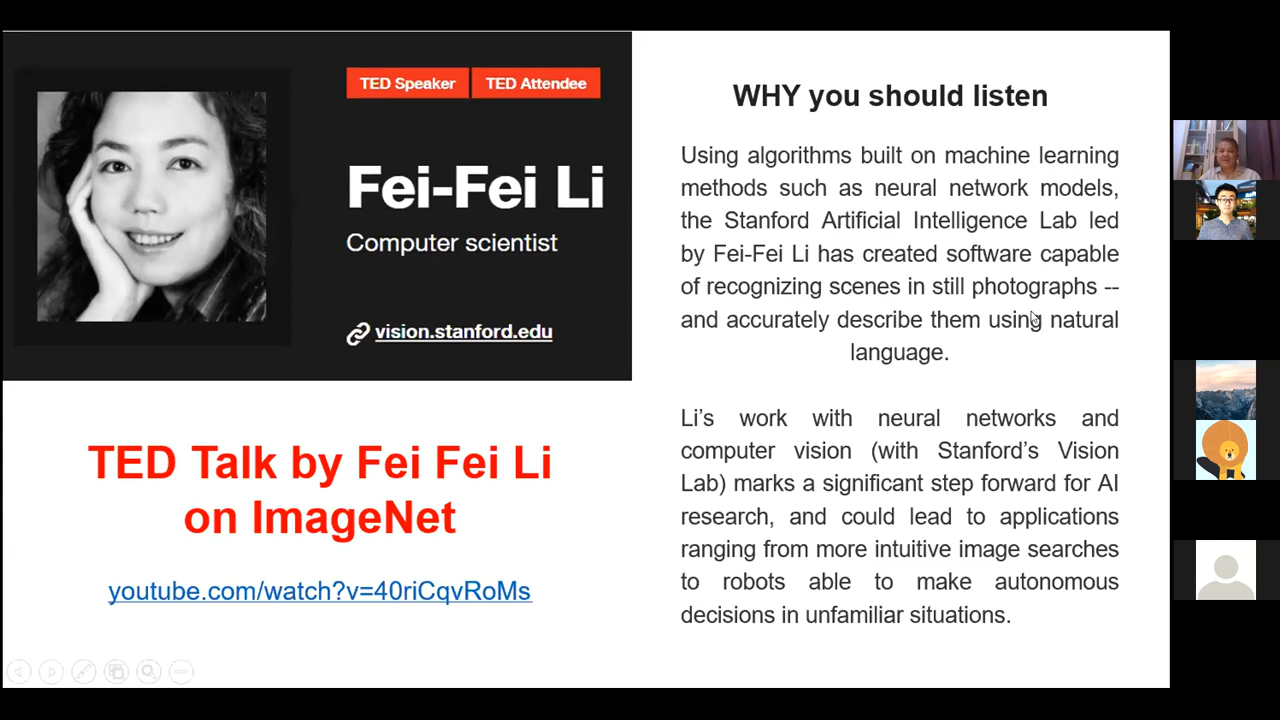 TED Speaker
TED Attendee
Fei-Fei Li
Computer scientist
vision.stanford.edu
TED Talk by Fei Fei Li
on ImageNet
youtube.com/watch?v=40riCqvRoMs
WHY you should listen
Using algorithms built on machine learning
methods such as neural network models,
the Stanford Artificial Intelligence Lab led
by Fei-Fei Li has created software capable
of recognizing scenes in still photographs --
and accurately describe them using natural
language.
Li’s work with neural networks and
computer vision (with Stanford’s Vision
Lab) marks a significant step forward for AI
research, and could lead to applications
ranging from more intuitive image searches
to robots able to make autonomous
decisions in unfamiliar situations.